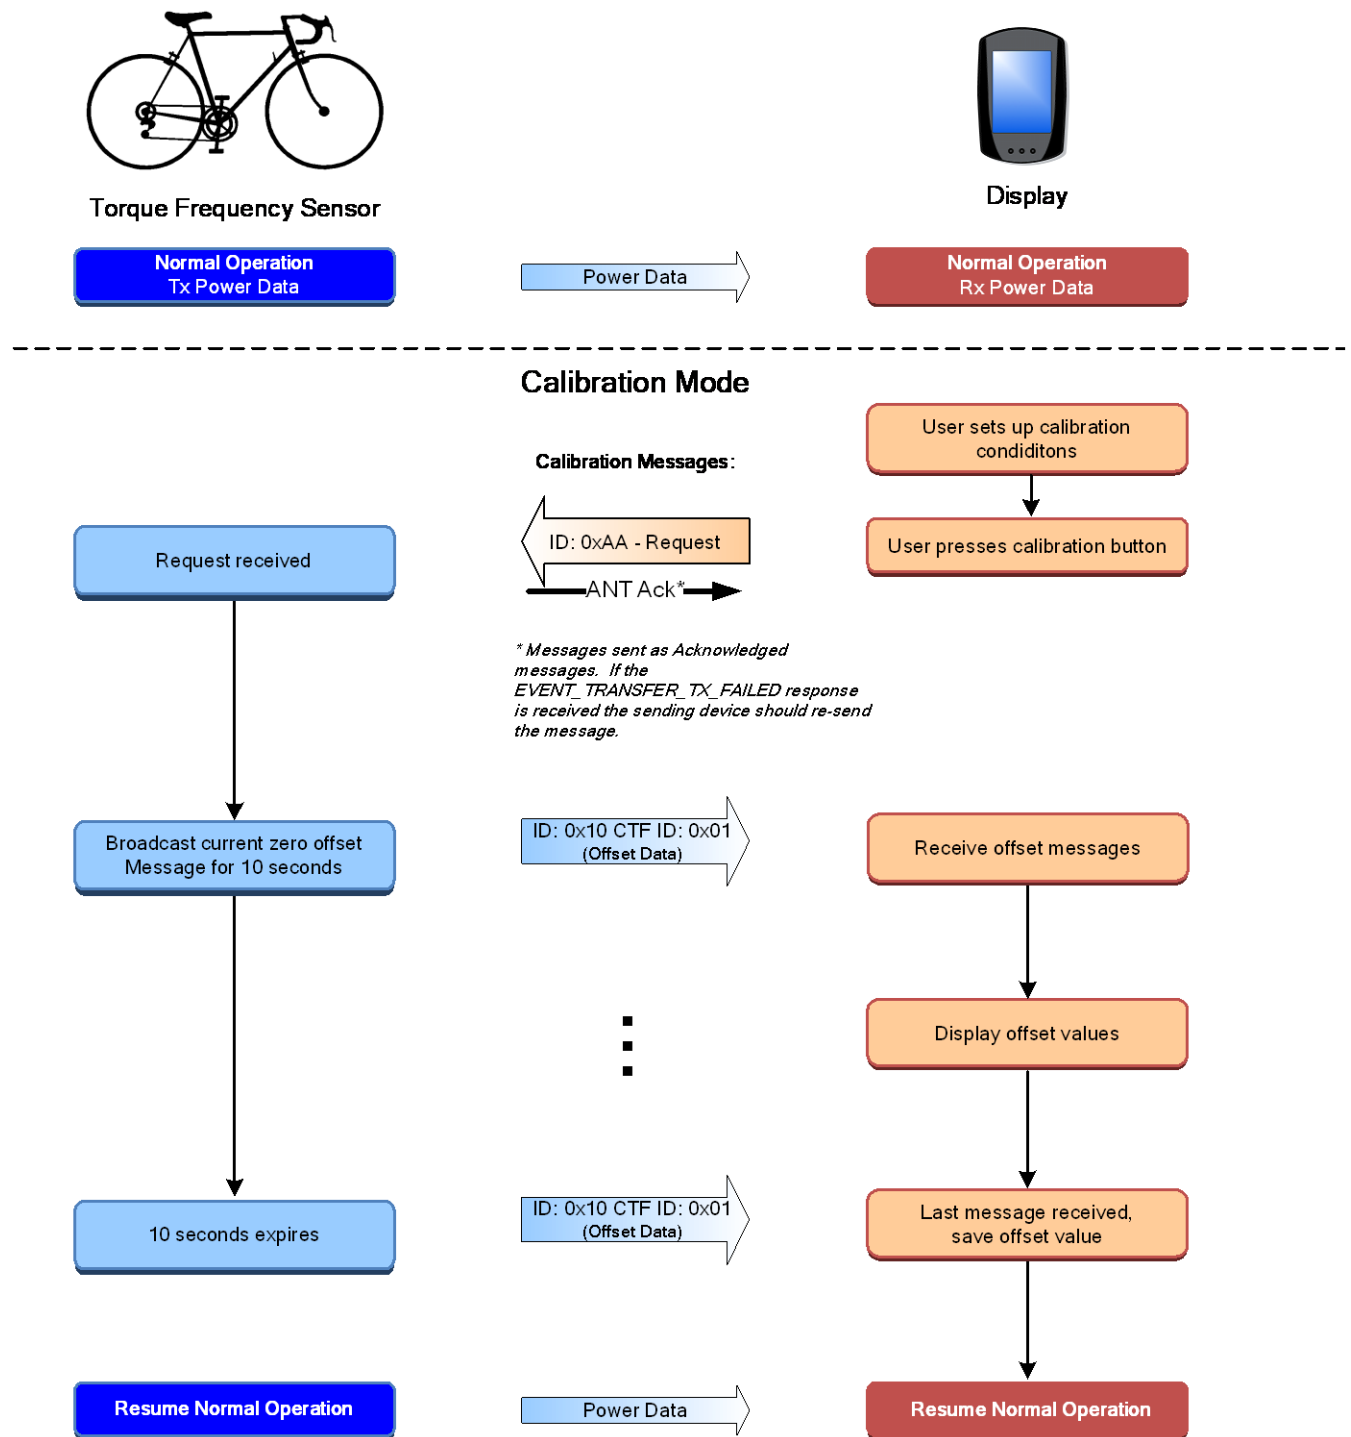 Torque Frequency Sensor
Display
Normal Operation
Tx Power Data
Power Data
Normal Operation
Rx Power Data
Calibration Mode
User sets up calibration
condiditons
Calibration Messages:
Request received
ID: 0xAA - Request
User presses calibration button
ANT Ack*
* Messages sent as Acknowledged
messages. If the
EVENT_TRANSFER_TX_FAILED response
is received the sending device should re-send
the message.
Broadcast current zero offset
Message for 10 seconds
ID: 0x10 CTF ID: 0x01
(Offset Data)
Receive offset messages
Display offset values
10 seconds expires
ID: 0x10 CTF ID: 0x01
(Offset Data)
Last message received,
save offset value
Resume Normal Operation
Power Data
Resume Normal Operation